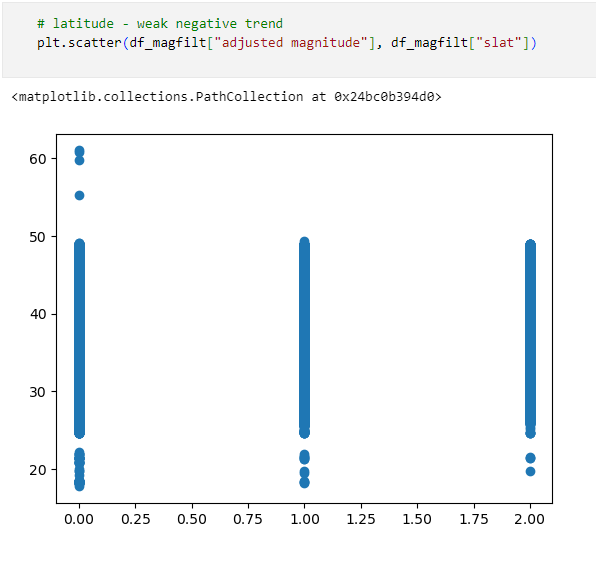 # latitude - weak negative trend
plt.scatter(df_magfilt["adjusted magnitude"], df_magfilt["slat"])
<matplotlib.collections.PathCollection at 0x24bc0b394d0>
60
50
40
30
20
0.00 0.25 0.50 0.75 1.00 1.25 1.50 1.75 2.00